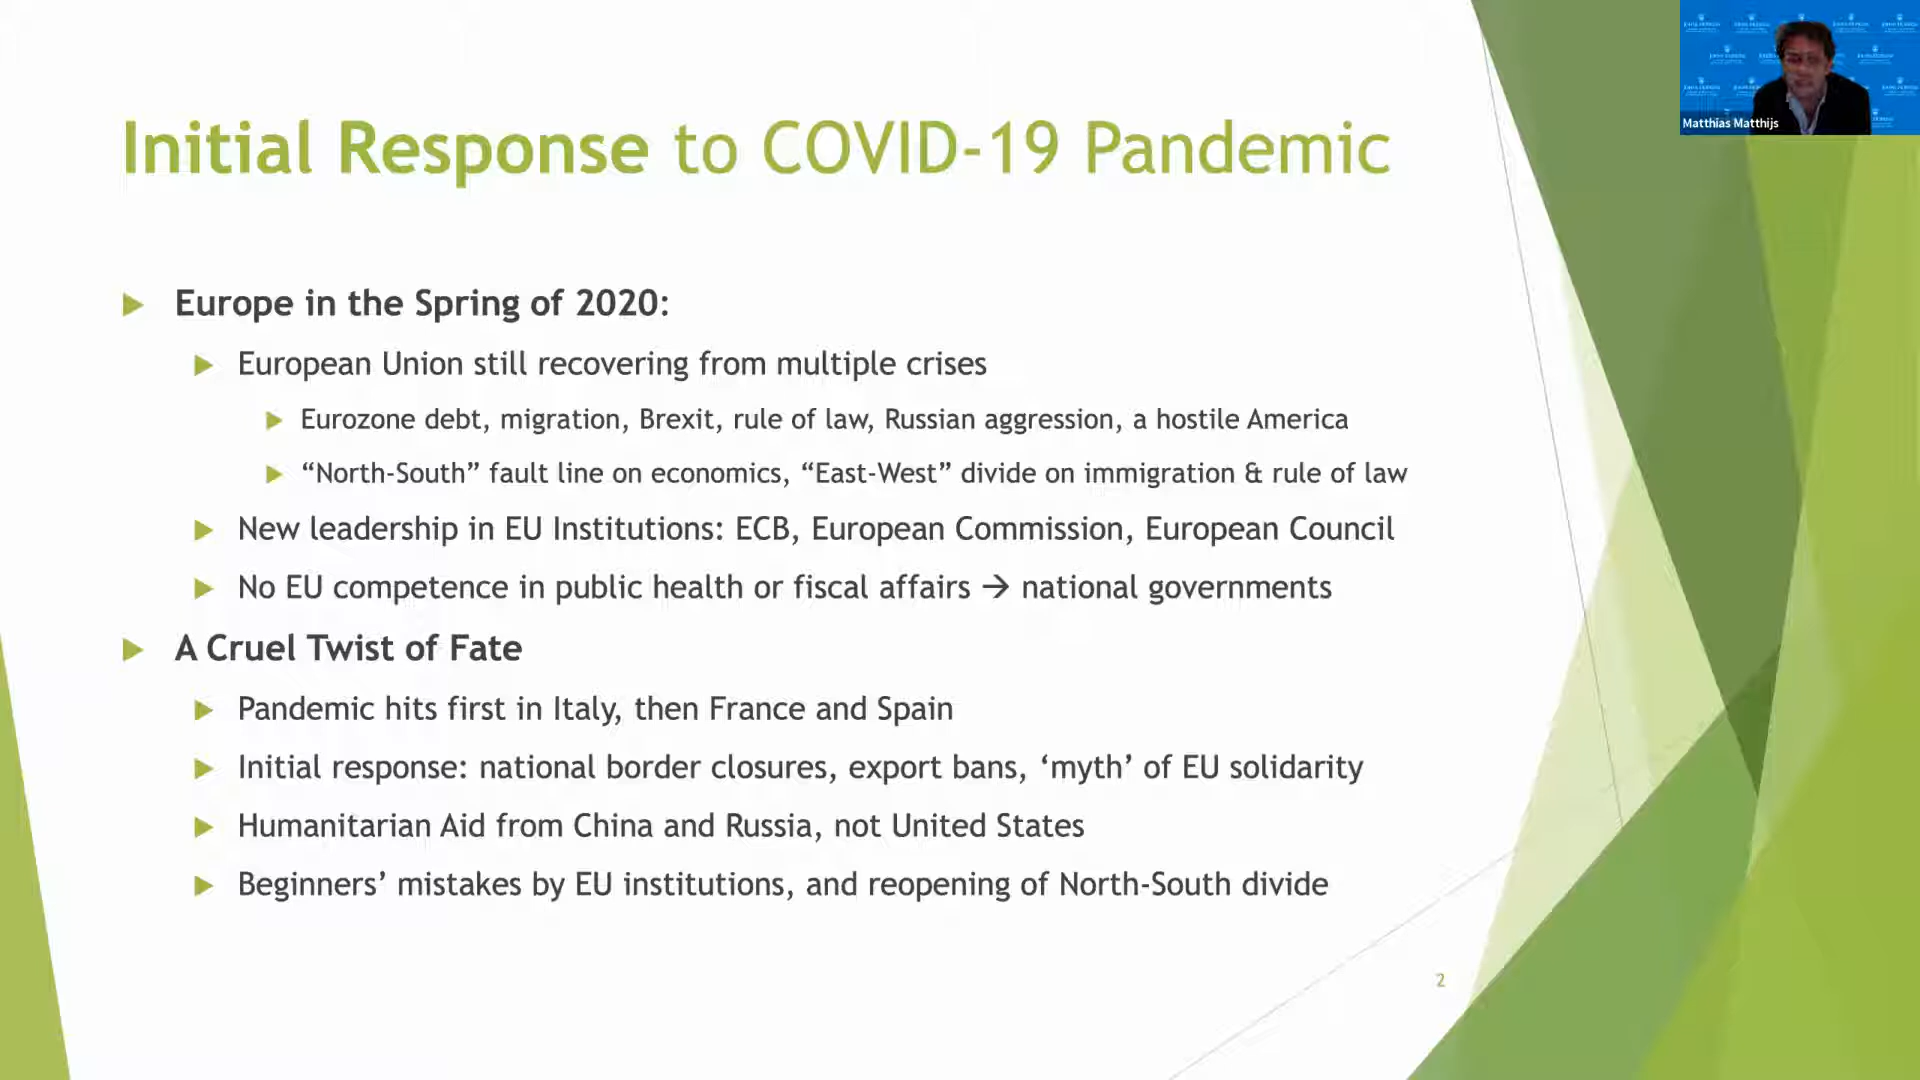 Initial Response to COVID-19 Pandemic
Matthias Matthijs
Europe in the Spring of 2020:
European Union still recovering from multiple crises
Eurozone debt, migration, Brexit, rule of law, Russian aggression, a hostile America
“North-South” fault line on economics, “East-West” divide on immigration & rule of law
New leadership in EU Institutions: ECB, European Commission, European Council
No EU competence in public health or fiscal affairs → national governments
A Cruel Twist of Fate
Pandemic hits first in Italy, then France and Spain
Initial response: national border closures, export bans, ‘myth’ of EU solidarity
Humanitarian Aid from China and Russia, not United States
Beginners’ mistakes by EU institutions, and reopening of North-South divide
2